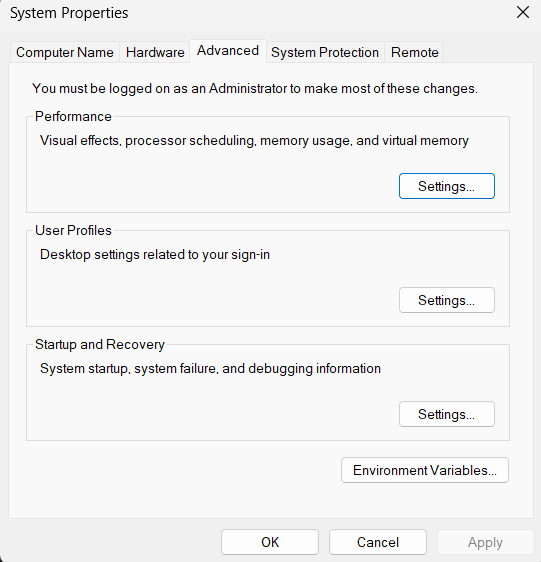 System Properties
Computer Name Hardware Advanced System Protection Remote
You must be logged on as an Administrator to make most of these changes.
Performance
Visual effects, processor scheduling, memory usage, and virtual memory
Settings...
User Profiles
Desktop settings related to your sign-in
Settings...
Startup and Recovery
System startup, system failure, and debugging information
Settings...
Environment Variables...
OK Cancel Apply